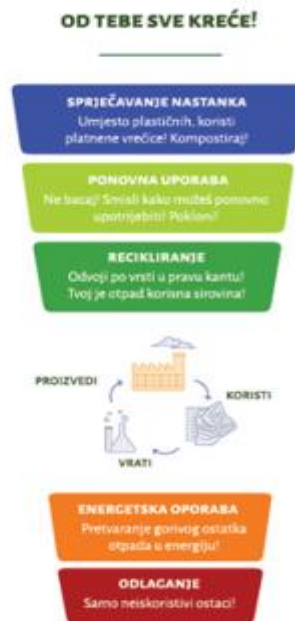 OD TEBE SVE KREĆE!
SPRJEČAVANJE NASTANKA
Umjesto plastičnih, koristi
platnene vrećice! Kompostiraj!
PONOVNA UPORABA
Ne bacaj! Smisli kako možeš ponovno
upotrijebiti! Pokloni!
RECIKLIRANJE
Odvoji po vrsti u pravu kantu!
Tvoj je otpad korisna sirovina!
PROIZVEDI
KORISTI
VRATI
ENERGETSKA OPORABA
Pretvaranje gorivog ostatka
otpada u energiju!
ODLAGANJE
Samo neiskoristivi ostaci!